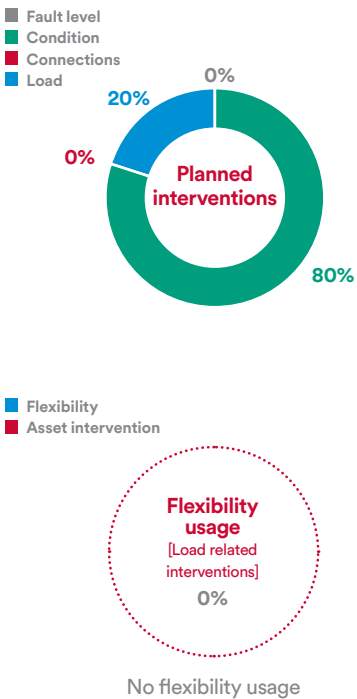 Fault level
Condition
Connections
Load
0%
20%
0%
Planned
interventions
80%
Flexibility
Asset intervention
Flexibility
usage
[Load related
interventions]
0%
No flexibility usage